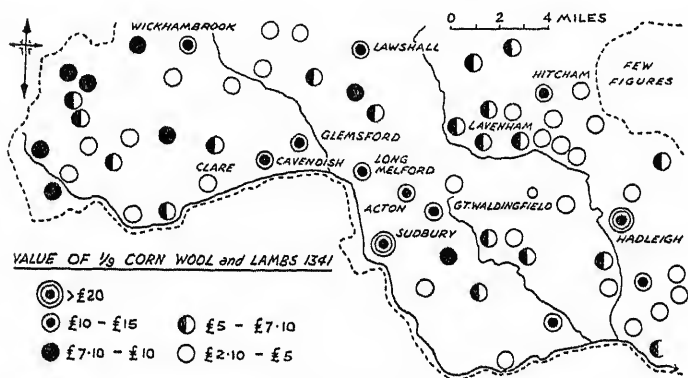 WICKHAMBROOK
0 2 4 MILES
LAWSHALL
HITCHAM
FEW
FIGURES
LAVENHAM
GLEMSFORD
CAVENDISH
LONG
MELFORD
CLARE
ACTON
GT.WALDINGFIELD
SUDBURY
HADLEIGH
VALUE OF 1/9 CORN WOOL and LAMBS 1341
>£20
£10 - £15
£5 - £7·10
£7·10 - £10
£2·10 - £5